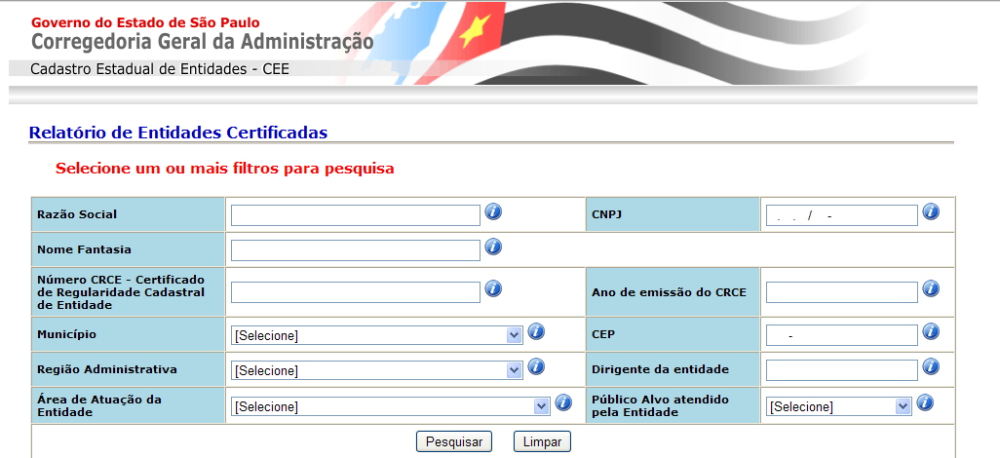 Governo do Estado de São Paulo
Corregedoria Geral da Administração
Cadastro Estadual de Entidades - CEE
Relatório de Entidades Certificadas
Selecione um ou mais filtros para pesquisa
Razão Social
CNPJ
. . / -
Nome Fantasia
Número CRCE - Certificado
de Regularidade Cadastral
de Entidade
Ano de emissão do CRCE
Município
[Selecione]
CEP
-
Região Administrativa
[Selecione]
Dirigente da entidade
Área de Atuação da
Entidade
[Selecione]
Público Alvo atendido
pela Entidade
[Selecione]
Pesquisar
Limpar